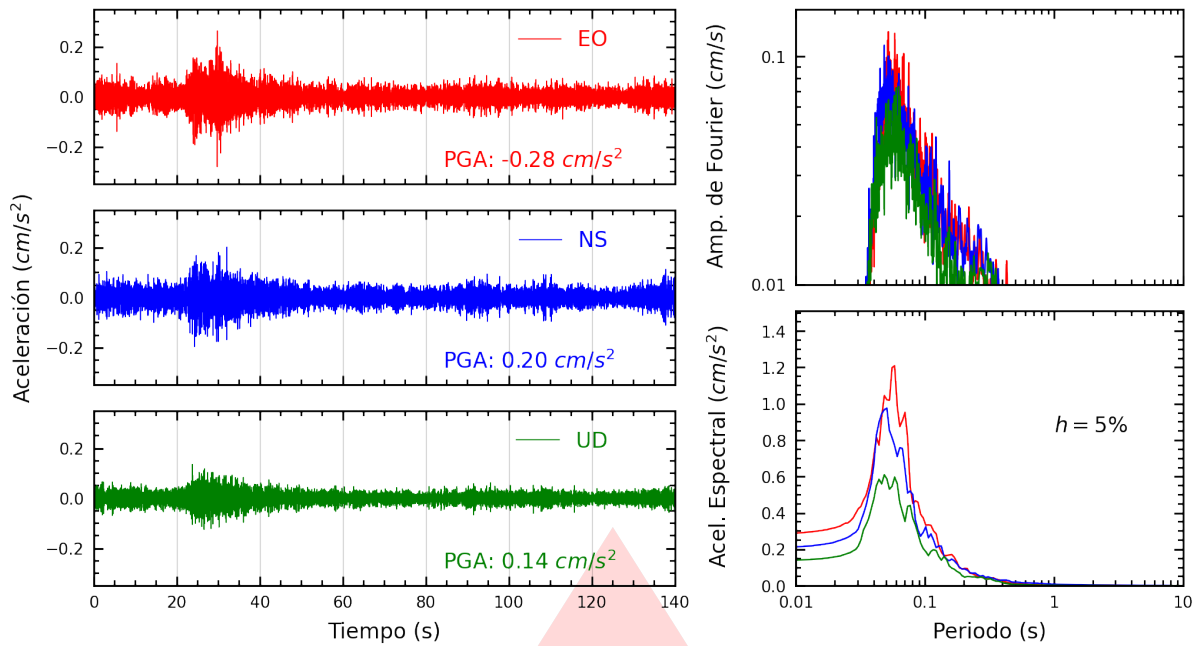 Aceleración (cm/s²)
0.2
0.0
−0.2
EO
PGA: -0.28 cm/s²
0.2
0.0
−0.2
NS
PGA: 0.20 cm/s²
0.2
0.0
−0.2
UD
PGA: 0.14 cm/s²
0 20 40 60 80 100 120 140
Tiempo (s)
Amp. de Fourier (cm/s)
0.1
0.01
Acel. Espectral (cm/s²)
1.4
1.2
1.0
0.8
0.6
0.4
0.2
0.0
h = 5%
0.01 0.1 1 10
Periodo (s)